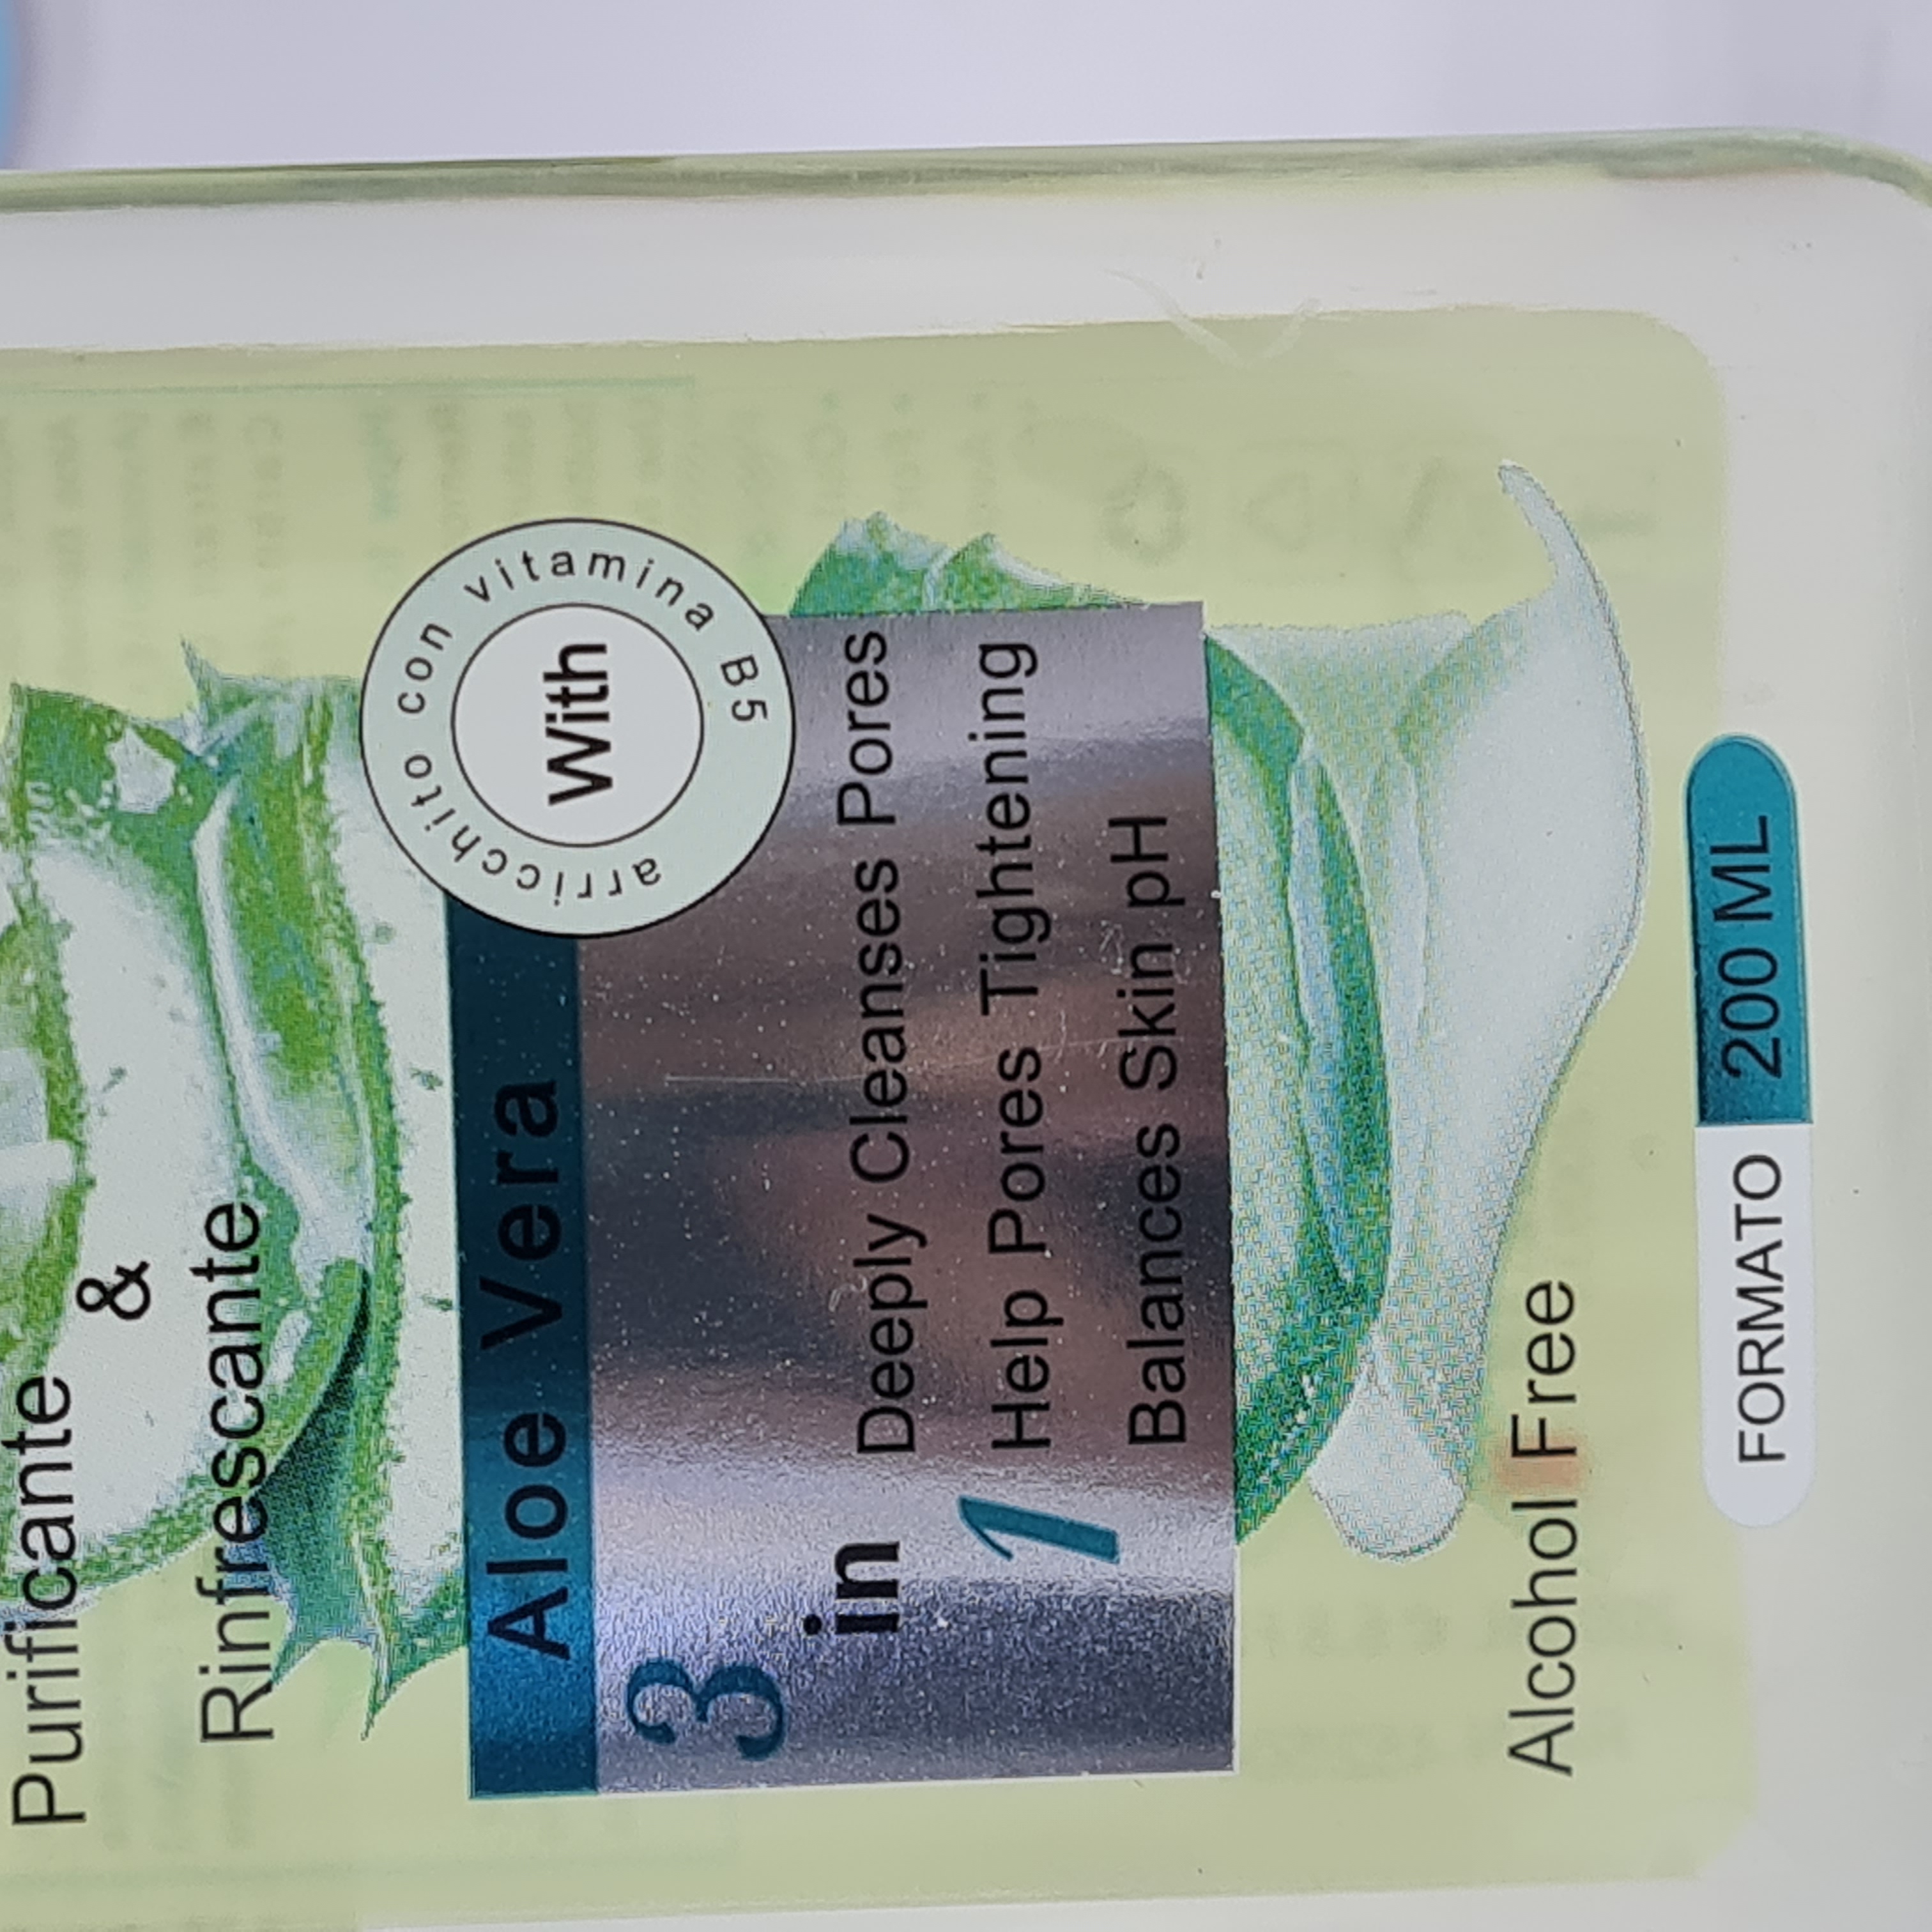 Purificante
&
Rinfrescante
arricchito con vitamina B5
With
Aloe Vera
3
in
1
Deeply Cleanses Pores
Help Pores Tightening
Balances Skin pH
Alcohol Free
FORMATO 200 ML